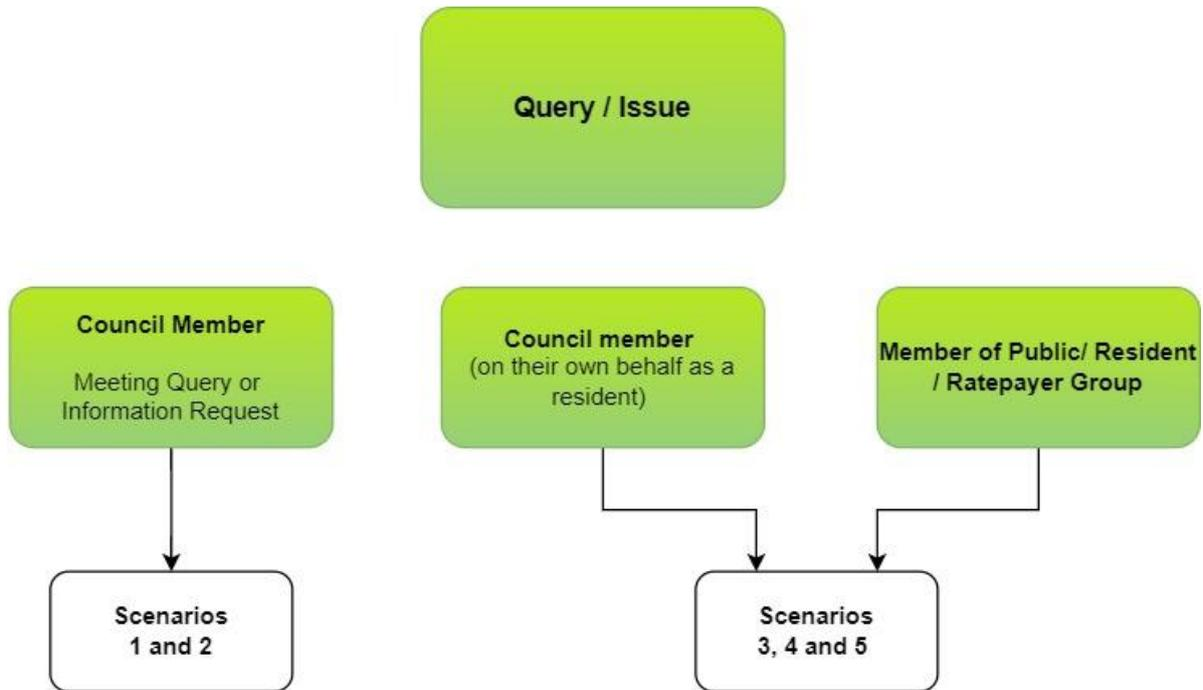 Query / Issue
Council Member
Meeting Query or
Information Request
Council member
(on their own behalf as a
resident)
Member of Public/ Resident
/ Ratepayer Group
Scenarios
1 and 2
Scenarios
3, 4 and 5